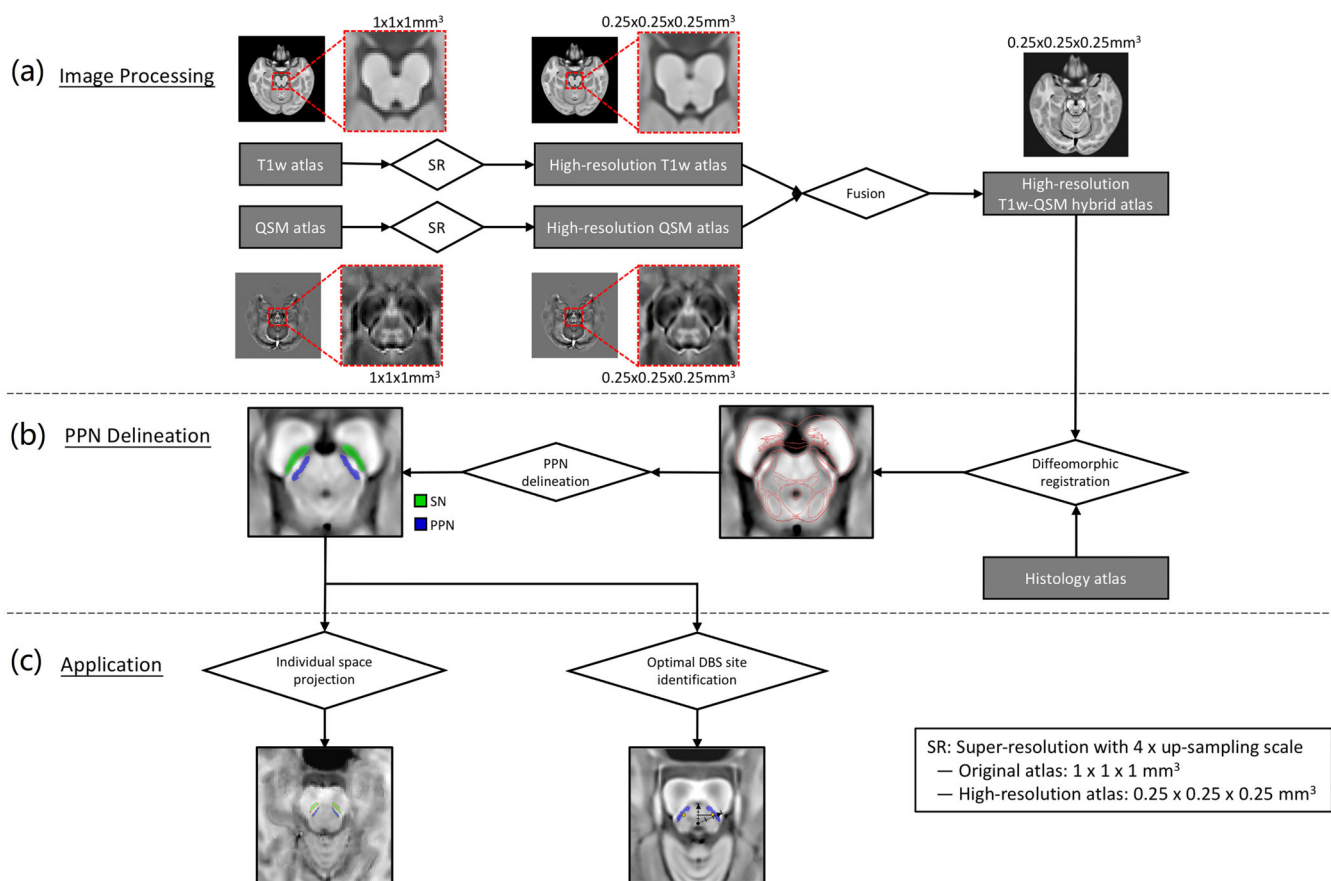 (a) Image Processing
1x1x1mm³
0.25x0.25x0.25mm³
0.25x0.25x0.25mm³
T1w atlas
SR
High-resolution T1w atlas
Fusion
High-resolution
T1w-QSM hybrid atlas
QSM atlas
SR
High-resolution QSM atlas
1x1x1mm³
0.25x0.25x0.25mm³
(b) PPN Delineation
SN
PPN
PPN
delineation
Diffeomorphic
registration
Histology atlas
(c) Application
Individual space
projection
Optimal DBS site
identification
SR: Super-resolution with 4 x up-sampling scale
— Original atlas: 1 x 1 x 1 mm³
— High-resolution atlas: 0.25 x 0.25 x 0.25 mm³